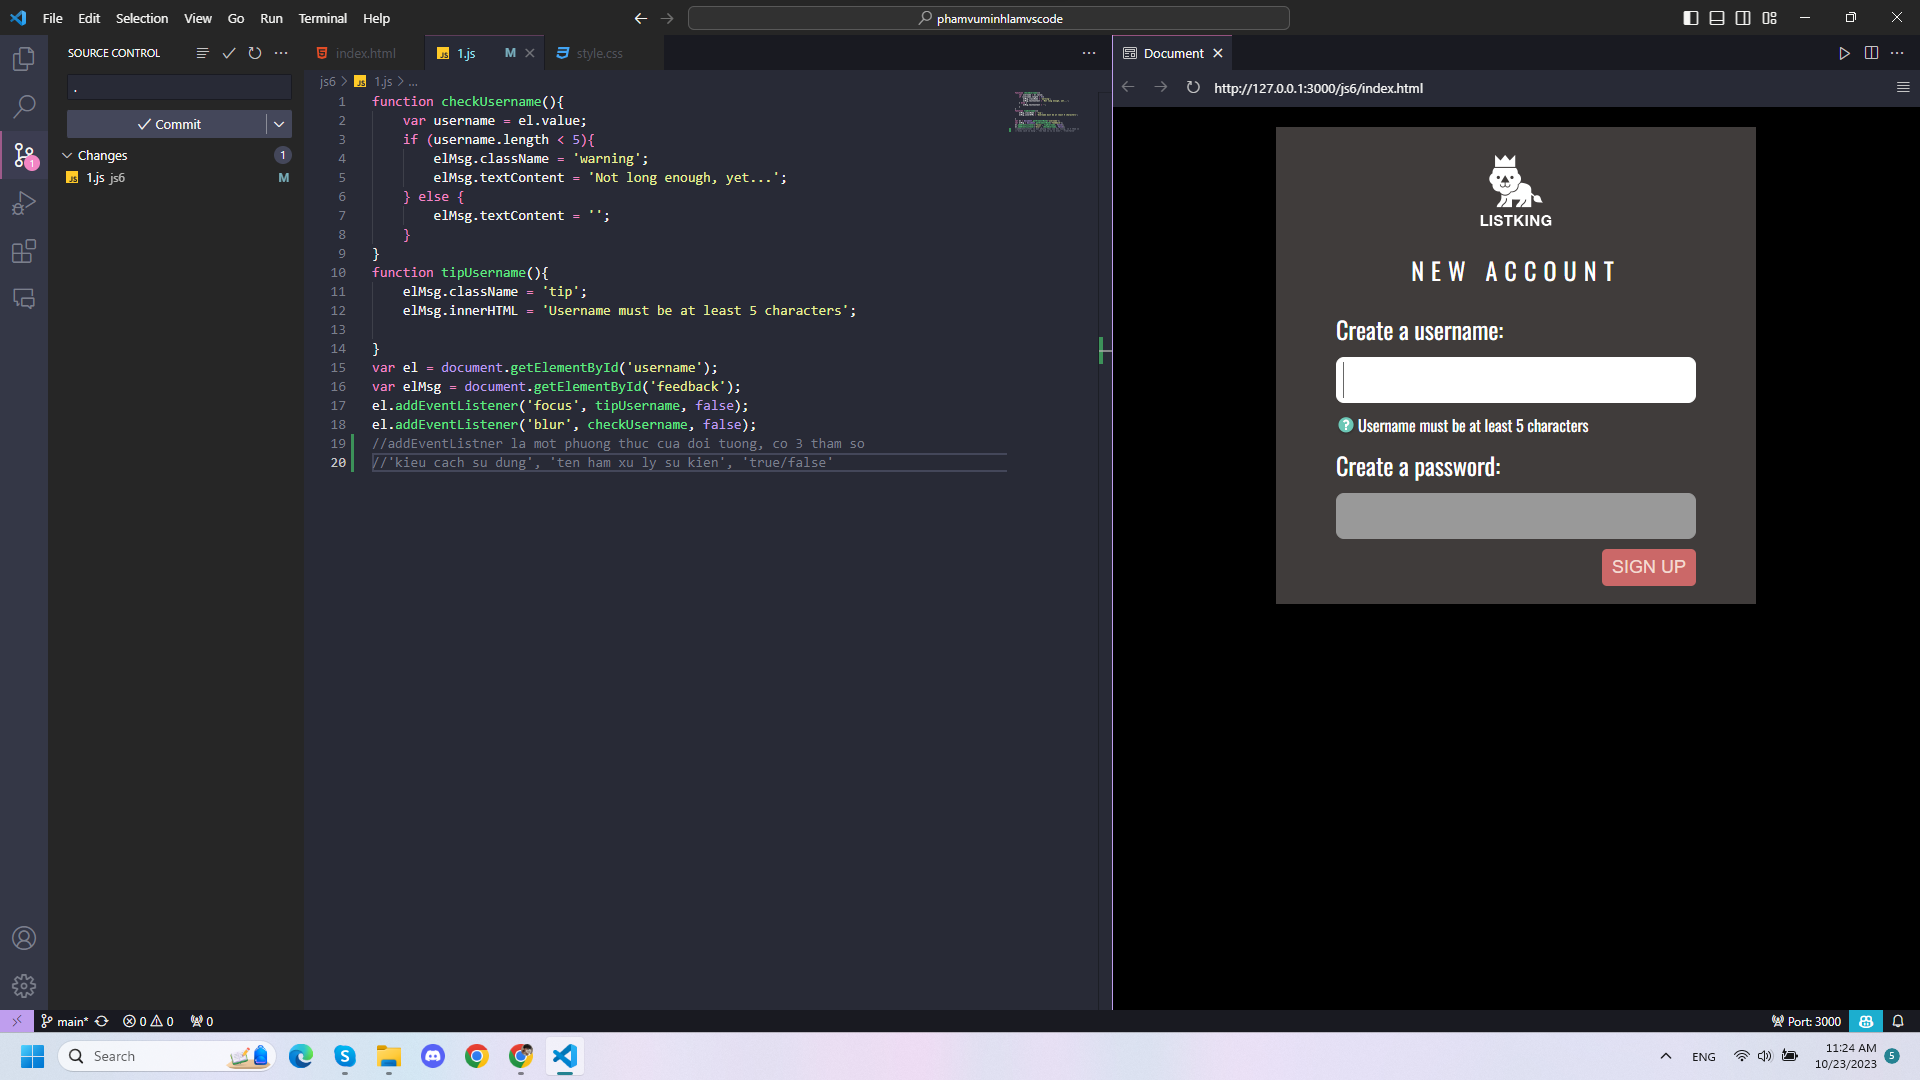 File Edit Selection View Go Run Terminal Help
phamvuminhlamvscode
SOURCE CONTROL
.
Commit
Changes 1
1.js js6 M
1
index.html
1.js M
style.css
js6 > 1.js > ...
1 function checkUsername(){
2 var username = el.value;
3 if (username.length < 5){
4 elMsg.className = 'warning';
5 elMsg.textContent = 'Not long enough, yet...';
6 } else {
7 elMsg.textContent = '';
8 }
9 }
10 function tipUsername(){
11 elMsg.className = 'tip';
12 elMsg.innerHTML = 'Username must be at least 5 characters';
13
14 }
15 var el = document.getElementById('username');
16 var elMsg = document.getElementById('feedback');
17 el.addEventListener('focus', tipUsername, false);
18 el.addEventListener('blur', checkUsername, false);
19 //addEventListner la mot phuong thuc cua doi tuong, co 3 tham so
20 //'kieu cach su dung', 'ten ham xu ly su kien', 'true/false'
Document
http://127.0.0.1:3000/js6/index.html
LISTKING
NEW ACCOUNT
Create a username:
? Username must be at least 5 characters
Create a password:
SIGN UP
main* 0 0 0
Port: 3000
Search
ENG
11:24 AM
10/23/2023
5